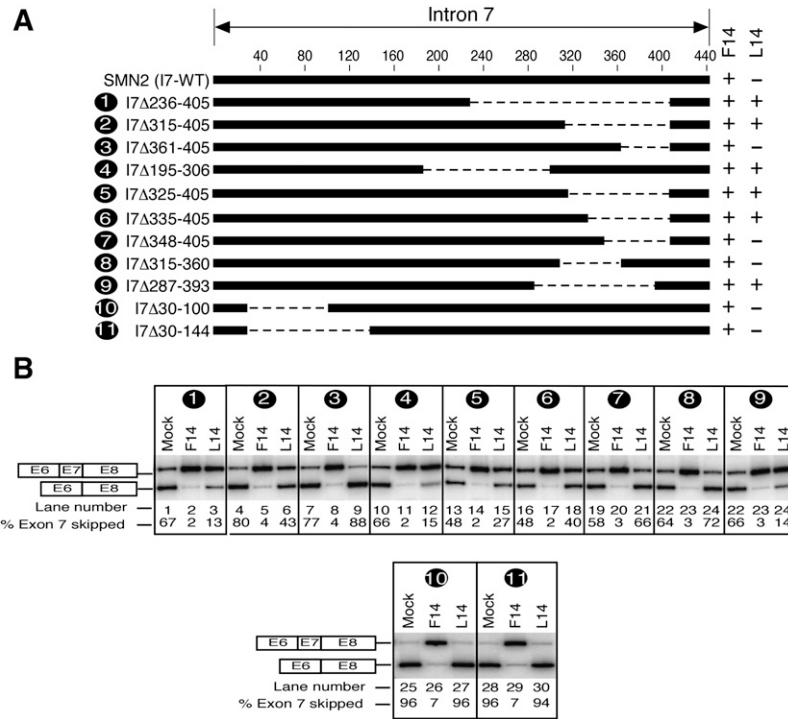 A
Intron 7
F14 L14
40 80 120 160 200 240 280 320 360 400 440
SMN2 (I7-WT) + –
1 I7Δ236-405 + +
2 I7Δ315-405 + +
3 I7Δ361-405 + –
4 I7Δ195-306 + +
5 I7Δ325-405 + +
6 I7Δ335-405 + +
7 I7Δ348-405 + –
8 I7Δ315-360 + –
9 I7Δ287-393 + +
10 I7Δ30-100 + –
11 I7Δ30-144 + –
B
1 2 3 4 5 6 7 8 9
Mock F14 L14 Mock F14 L14 Mock F14 L14 Mock F14 L14 Mock F14 L14 Mock F14 L14 Mock F14 L14 Mock F14 L14 Mock F14 L14
E6 E7 E8
E6 E8
Lane number 1 2 3 4 5 6 7 8 9 10 11 12 13 14 15 16 17 18 19 20 21 22 23 24 22 23 24
% Exon 7 skipped 67 2 13 80 4 43 77 4 88 66 2 15 48 2 27 48 2 40 58 3 66 64 3 72 66 3 14
10 11
Mock F14 L14 Mock F14 L14
E6 E7 E8
E6 E8
Lane number 25 26 27 28 29 30
% Exon 7 skipped 96 7 96 96 7 94